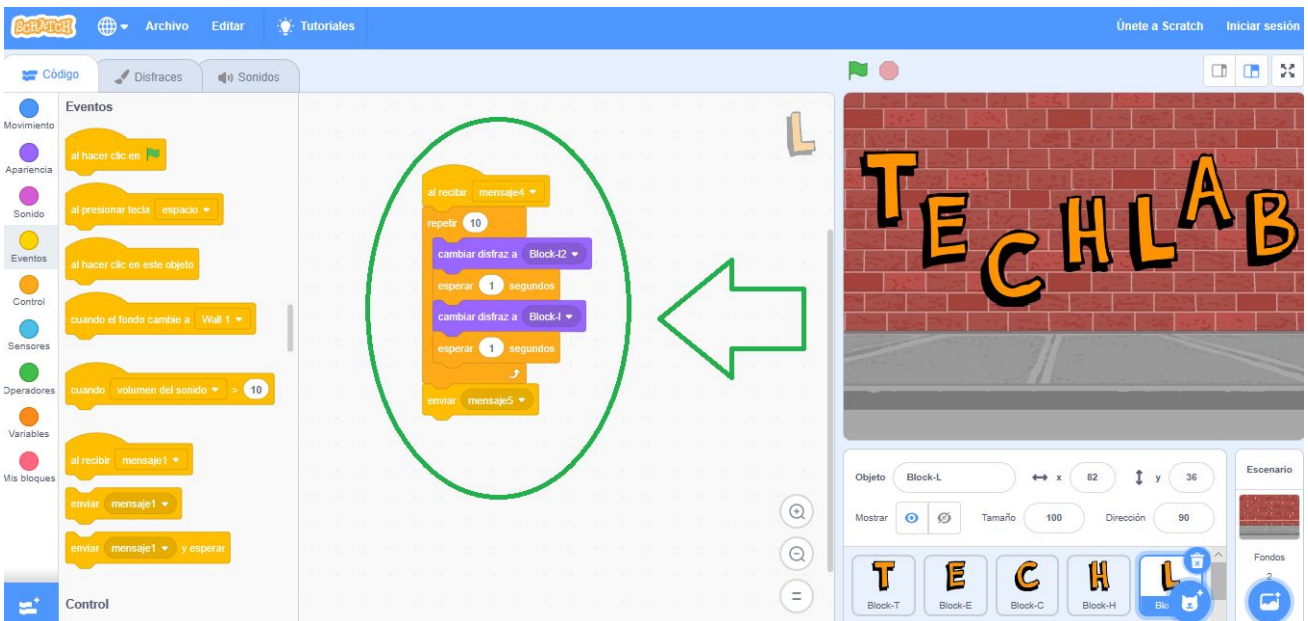 SCRATCH Archivo Editar Tutoriales Únete a Scratch Iniciar sesión
Código Disfraces Sonidos
Movimiento
Apariencia
Sonido
Eventos
Control
Sensores
Operadores
Variables
Mis bloques
Eventos
al hacer clic en
al presionar tecla espacio
al hacer clic en este objeto
cuando el fondo cambie a Wall 1
cuando volumen del sonido > 10
al recibir mensaje1
enviar mensaje1
enviar mensaje1 y esperar
Control
L
al recibir mensaje4
repetir 10
cambiar disfraz a Block-l2
esperar 1 segundos
cambiar disfraz a Block-l
esperar 1 segundos
enviar mensaje5
TECHLAB
Objeto Block-L x 82 y 36
Mostrar Tamaño 100 Dirección 90
T E C H L
Block-T Block-E Block-C Block-H Blo
Escenario
Fondos
2